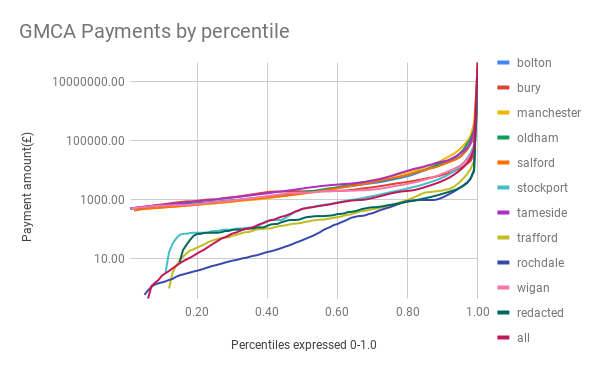 GMCA Payments by percentile
Payment amount(£)
10000000.00
100000.00
1000.00
10.00
0.20 0.40 0.60 0.80 1.00
Percentiles expressed 0-1.0
bolton
bury
manchester
oldham
salford
stockport
tameside
trafford
rochdale
wigan
redacted
all